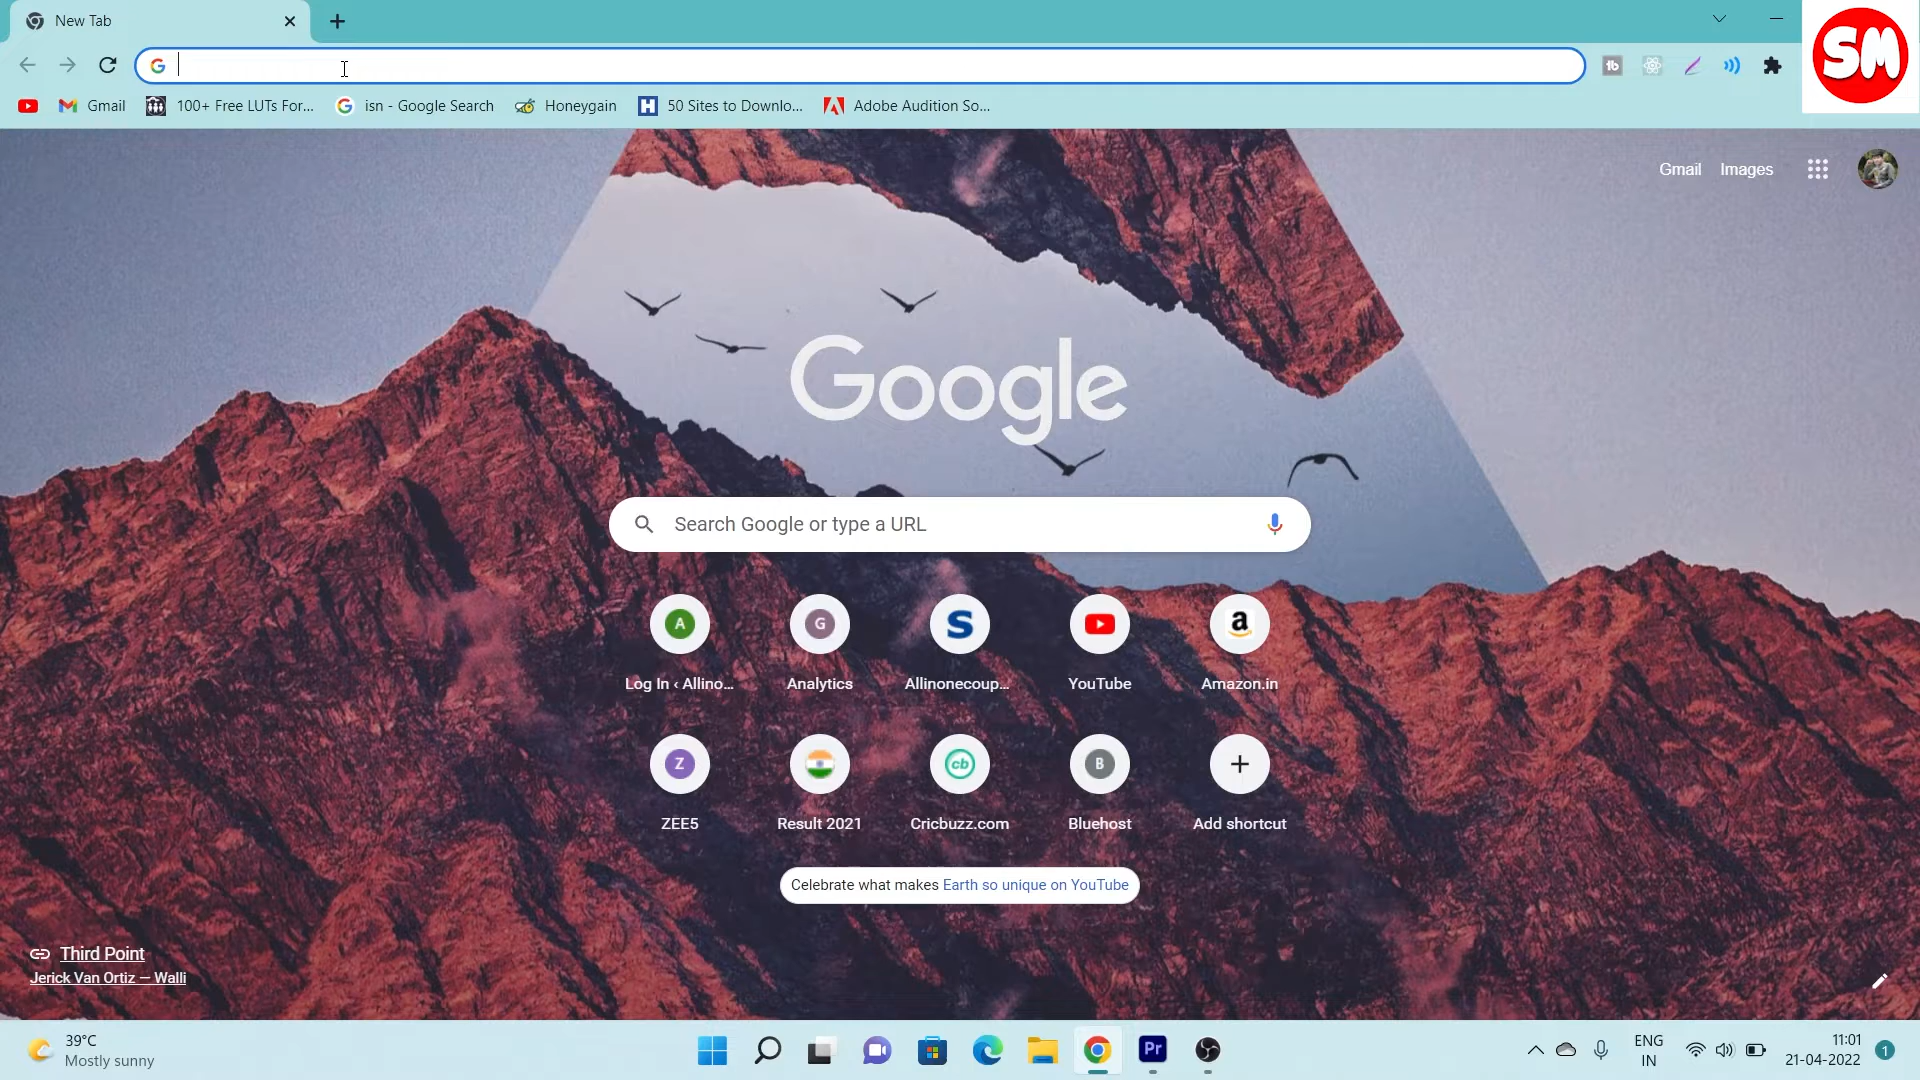 New Tab
SM
Gmail
100+ Free LUTs For...
isn - Google Search
Honeygain
50 Sites to Downlo...
Adobe Audition So...
Gmail
Images
Google
Search Google or type a URL
A
G
S
a
Log In ‹ Allino...
Analytics
Allinonecoup...
YouTube
Amazon.in
Z
cb
B
ZEE5
Result 2021
Cricbuzz.com
Bluehost
Add shortcut
Celebrate what makes Earth so unique on YouTube
Third Point
Jerick Van Ortiz — Walli
39°C
Mostly sunny
Pr
ENG
IN
11:01
21-04-2022
1